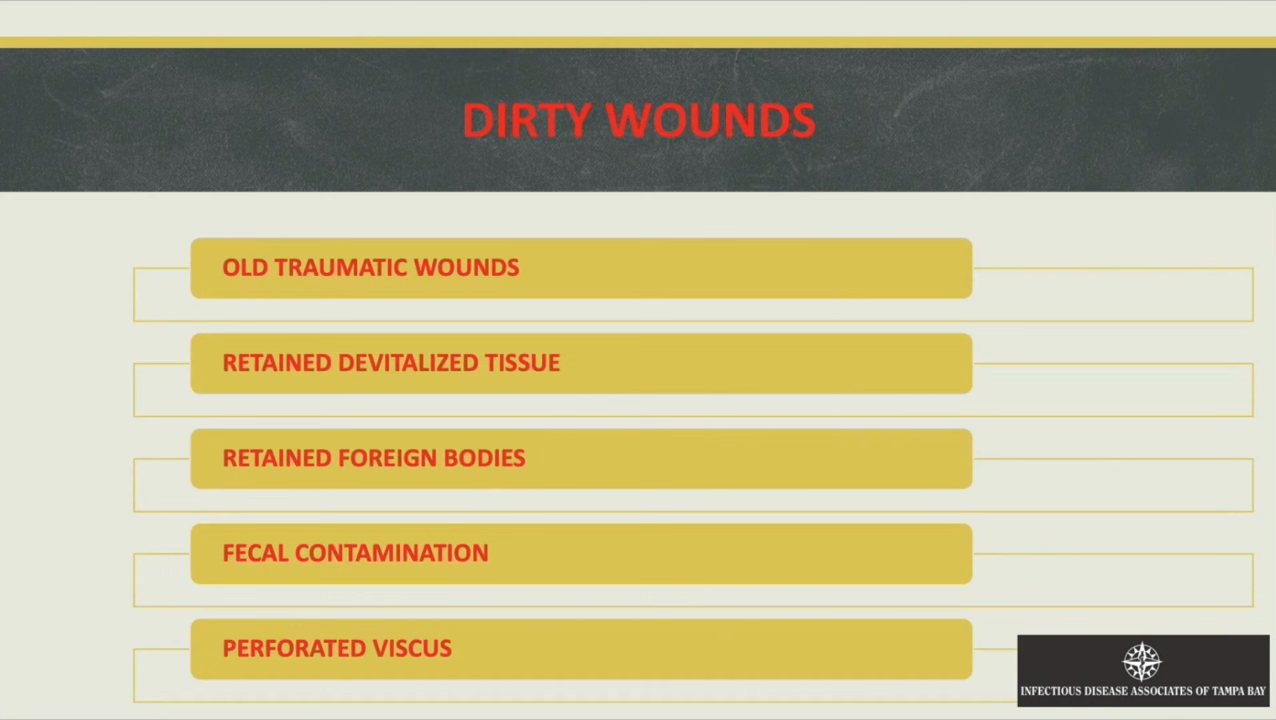 DIRTY WOUNDS
OLD TRAUMATIC WOUNDS
RETAINED DEVITALIZED TISSUE
RETAINED FOREIGN BODIES
FECAL CONTAMINATION
PERFORATED VISCUS
INFECTIOUS DISEASE ASSOCIATES OF TAMPA BAY